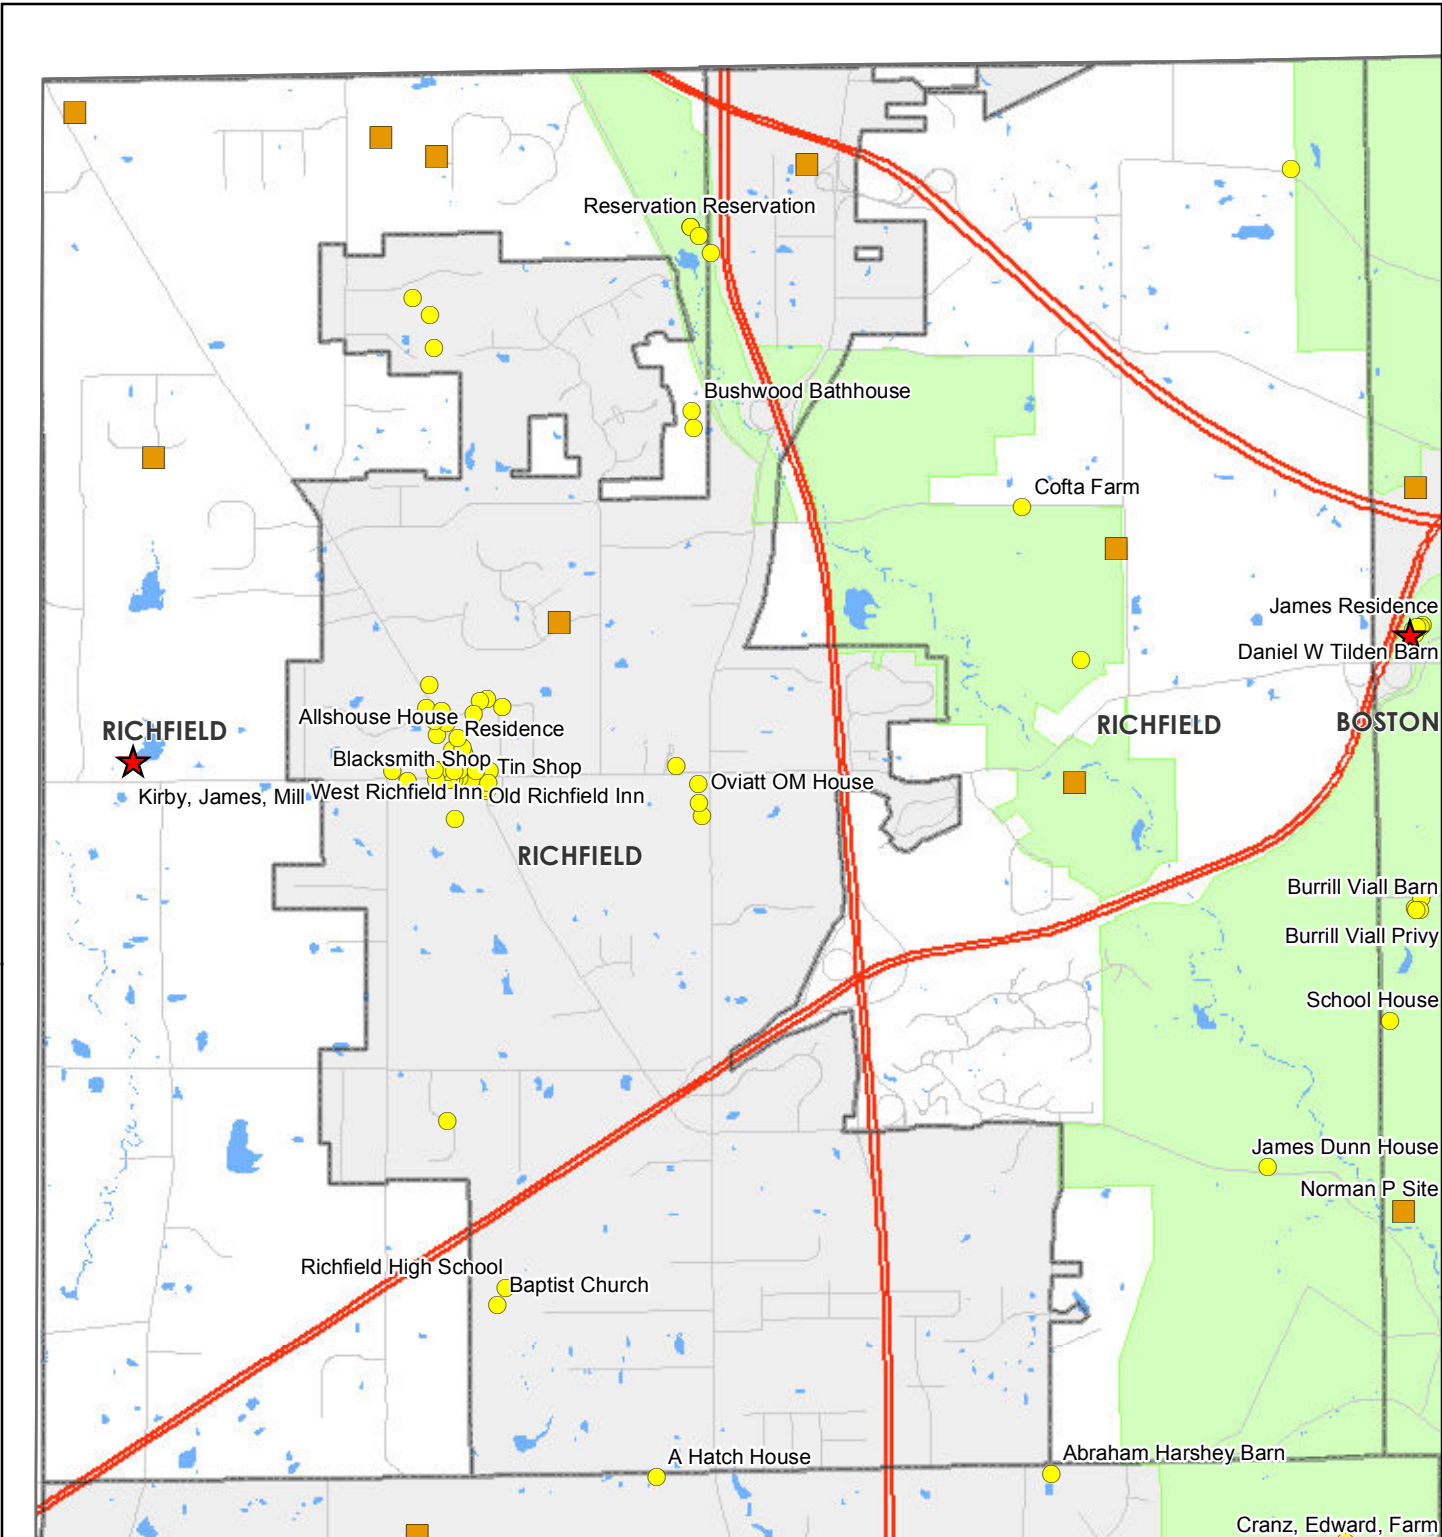 Reservation Reservation
Bushwood Bathhouse
Cofta Farm
James Residence
Daniel W Tilden Barn
Allshouse House
RICHFIELD
RICHFIELD
BOSTON
Residence
Blacksmith Shop
Tin Shop
Oviatt OM House
Kirby, James, Mill
West Richfield Inn
Old Richfield Inn
RICHFIELD
Burrill Viall Barn
Burrill Viall Privy
School House
James Dunn House
Norman P Site
Richfield High School
Baptist Church
A Hatch House
Abraham Harshey Barn
Cranz, Edward, Farm